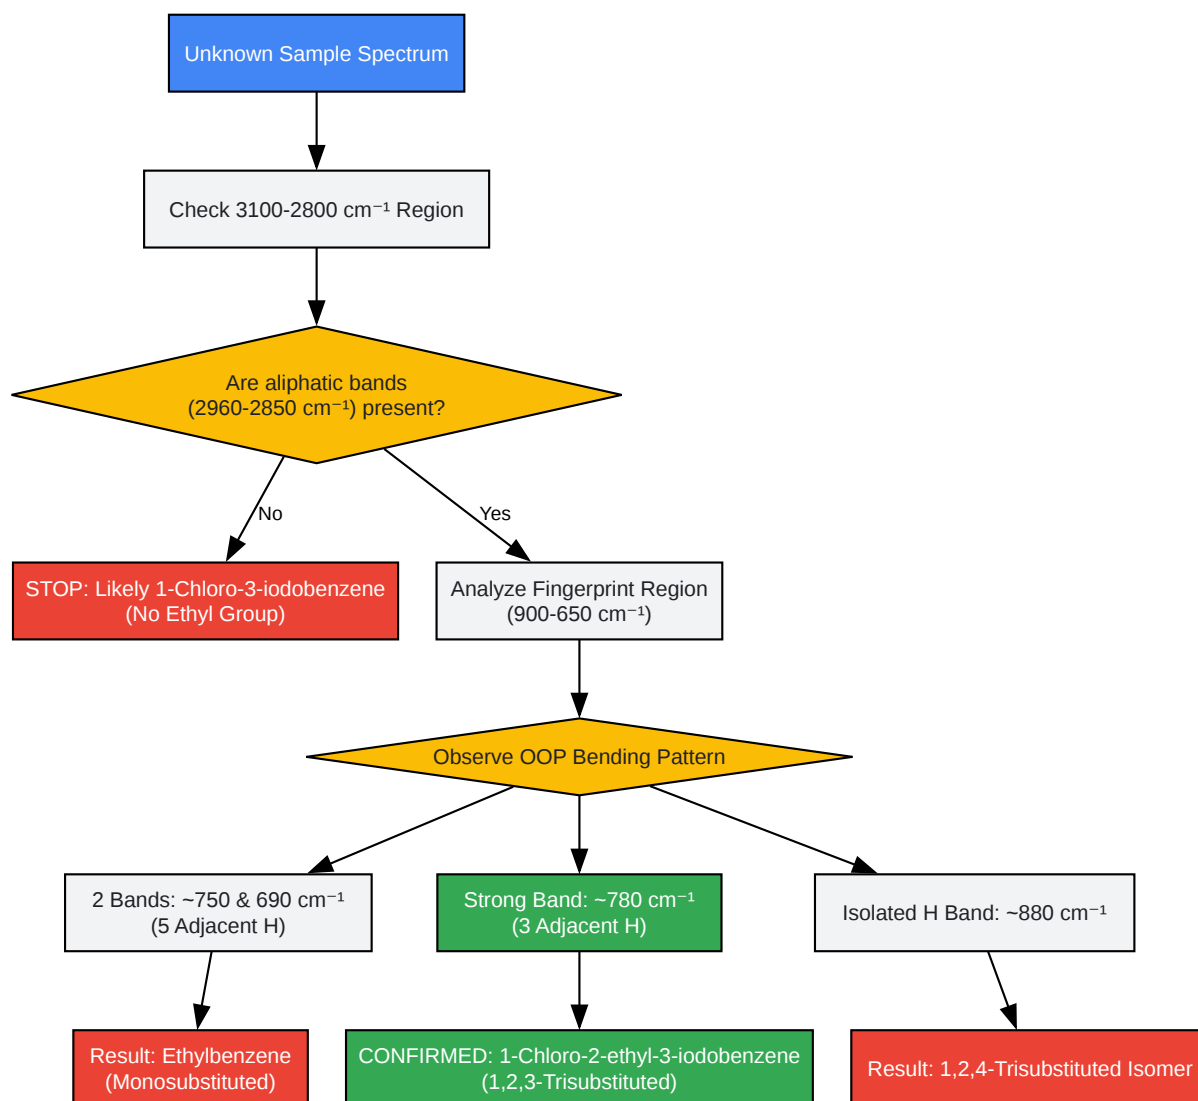 Unknown Sample Spectrum
Check 3100-2800 cm⁻¹ Region
Are aliphatic bands
(2960-2850 cm⁻¹) present?
No
Yes
STOP: Likely 1-Chloro-3-iodobenzene
(No Ethyl Group)
Analyze Fingerprint Region
(900-650 cm⁻¹)
Observe OOP Bending Pattern
2 Bands: ~750 & 690 cm⁻¹
(5 Adjacent H)
Strong Band: ~780 cm⁻¹
(3 Adjacent H)
Isolated H Band: ~880 cm⁻¹
Result: Ethylbenzene
(Monosubstituted)
CONFIRMED: 1-Chloro-2-ethyl-3-iodobenzene
(1,2,3-Trisubstituted)
Result: 1,2,4-Trisubstituted Isomer